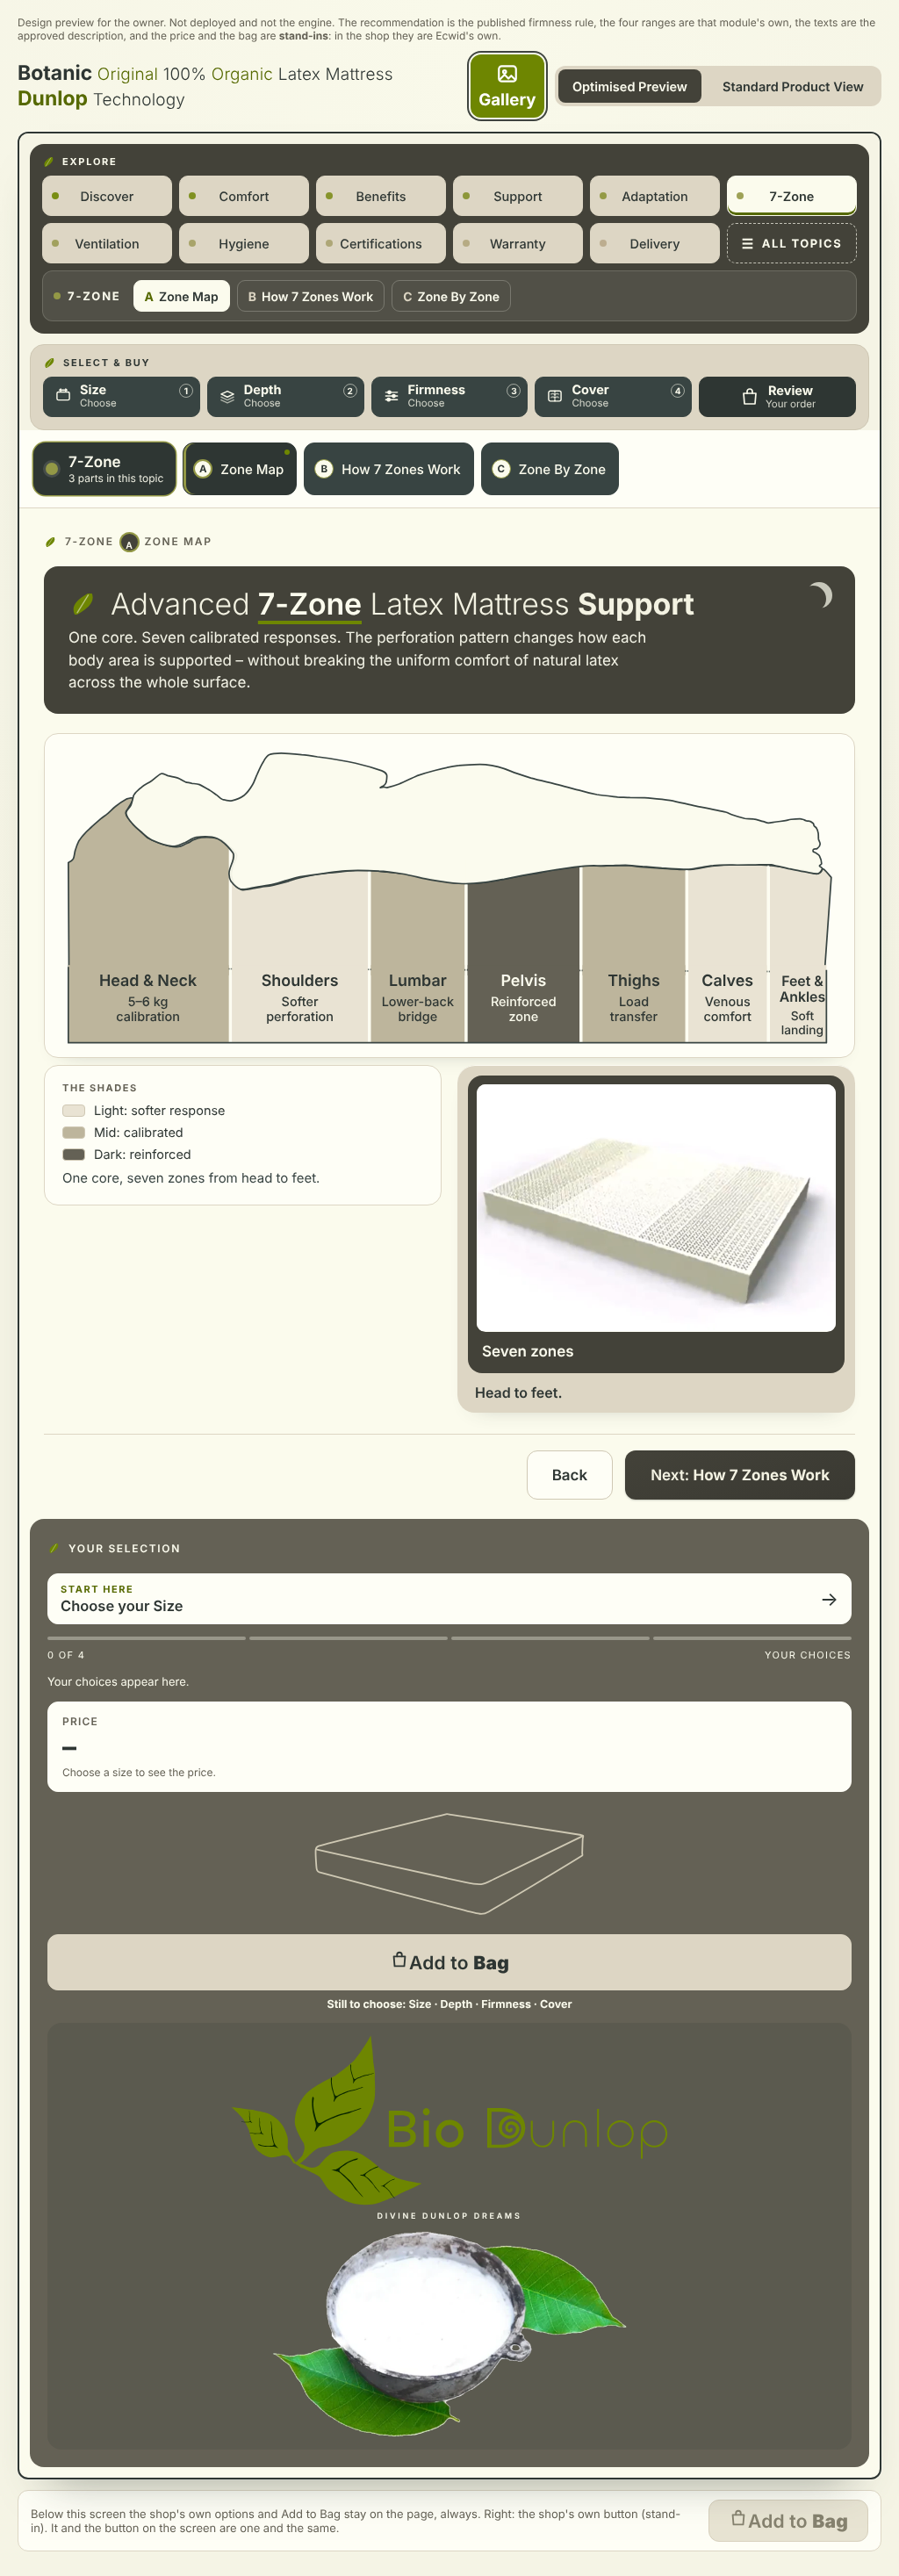 Design preview for the owner. Not deployed and not the engine. The recommendation is the published firmness rule, the four ranges are that module's own, the texts are the
approved description, and the price and the bag are stand-ins: in the shop they are Ecwid's own.
Botanic Original 100% Organic Latex Mattress
Dunlop Technology
Gallery
Optimised Preview
Standard Product View
EXPLORE
Discover
Comfort
Benefits
Support
Adaptation
7-Zone
Ventilation
Hygiene
Certifications
Warranty
Delivery
ALL TOPICS
7-ZONE
A Zone Map
B How 7 Zones Work
C Zone By Zone
SELECT & BUY
Size
Choose
1
Depth
Choose
2
Firmness
Choose
3
Cover
Choose
4
Review
Your order
7-Zone
3 parts in this topic
A Zone Map
B How 7 Zones Work
C Zone By Zone
7-ZONE A ZONE MAP
Advanced 7-Zone Latex Mattress Support
One core. Seven calibrated responses. The perforation pattern changes how each
body area is supported – without breaking the uniform comfort of natural latex
across the whole surface.
Head & Neck
5–6 kg
calibration
Shoulders
Softer
perforation
Lumbar
Lower-back
bridge
Pelvis
Reinforced
zone
Thighs
Load
transfer
Calves
Venous
comfort
Feet &
Ankles
Soft
landing
THE SHADES
Light: softer response
Mid: calibrated
Dark: reinforced
One core, seven zones from head to feet.
Seven zones
Head to feet.
Back
Next: How 7 Zones Work
YOUR SELECTION
START HERE
Choose your Size
0 OF 4
YOUR CHOICES
Your choices appear here.
PRICE
–
Choose a size to see the price.
Add to Bag
Still to choose: Size · Depth · Firmness · Cover
Bio Dunlop
DIVINE DUNLOP DREAMS
Below this screen the shop's own options and Add to Bag stay on the page, always. Right: the shop's own button (stand-
in). It and the button on the screen are one and the same.
Add to Bag